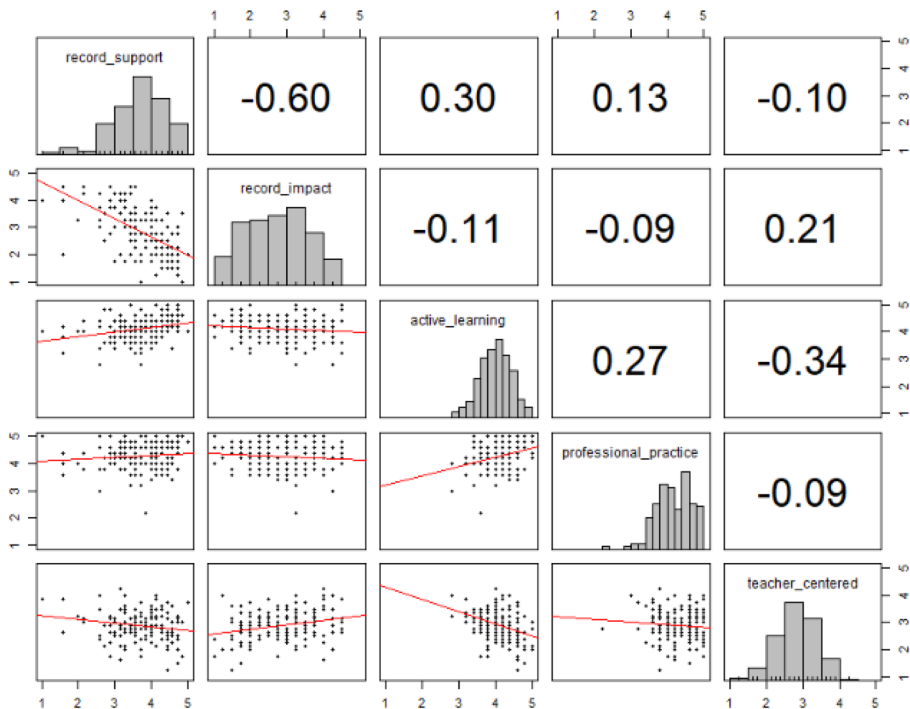 1 2 3 4 5 1 2 3 4 5
record_support
-0.60 0.30 0.13 -0.10
1 2 3 4 5
1 2 3 4 5
record_impact
-0.11 -0.09 0.21
active_learning
0.27 -0.34
1 2 3 4 5
1 2 3 4 5
professional_practice
-0.09
teacher_centered
1 2 3 4 5
1 2 3 4 5 1 2 3 4 5 1 2 3 4 5